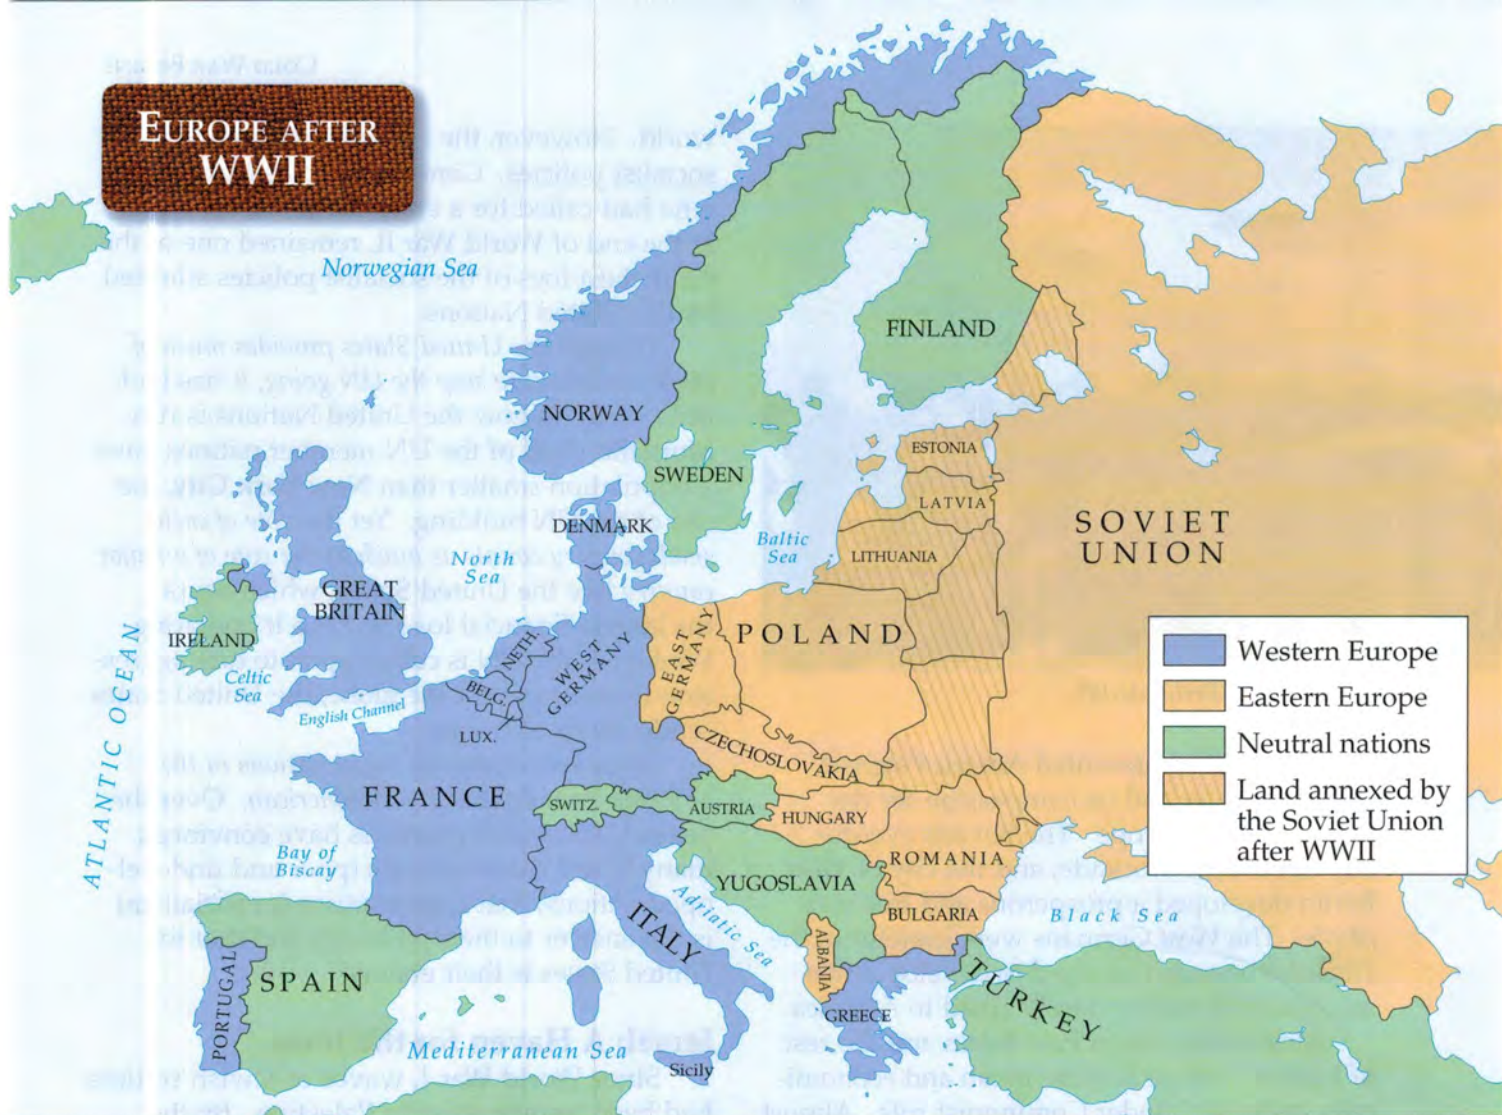 EUROPE AFTER
WWII
Norwegian Sea
FINLAND
NORWAY
ESTONIA
SWEDEN
LATVIA
SOVIET
UNION
DENMARK
Baltic
Sea
LITHUANIA
North
Sea
GREAT
BRITAIN
IRELAND
Celtic
Sea
ATLANTIC OCEAN
English Channel
NETH.
BELG.
LUX.
WEST
GERMANY
EAST
GERMANY
POLAND
Western Europe
Eastern Europe
Neutral nations
Land annexed by
the Soviet Union
after WWII
CZECHOSLOVAKIA
FRANCE
SWITZ.
AUSTRIA
HUNGARY
Bay of
Biscay
ROMANIA
YUGOSLAVIA
ITALY
Adriatic Sea
BULGARIA
Black Sea
ALBANIA
PORTUGAL
SPAIN
TURKEY
GREECE
Mediterranean Sea
Sicily